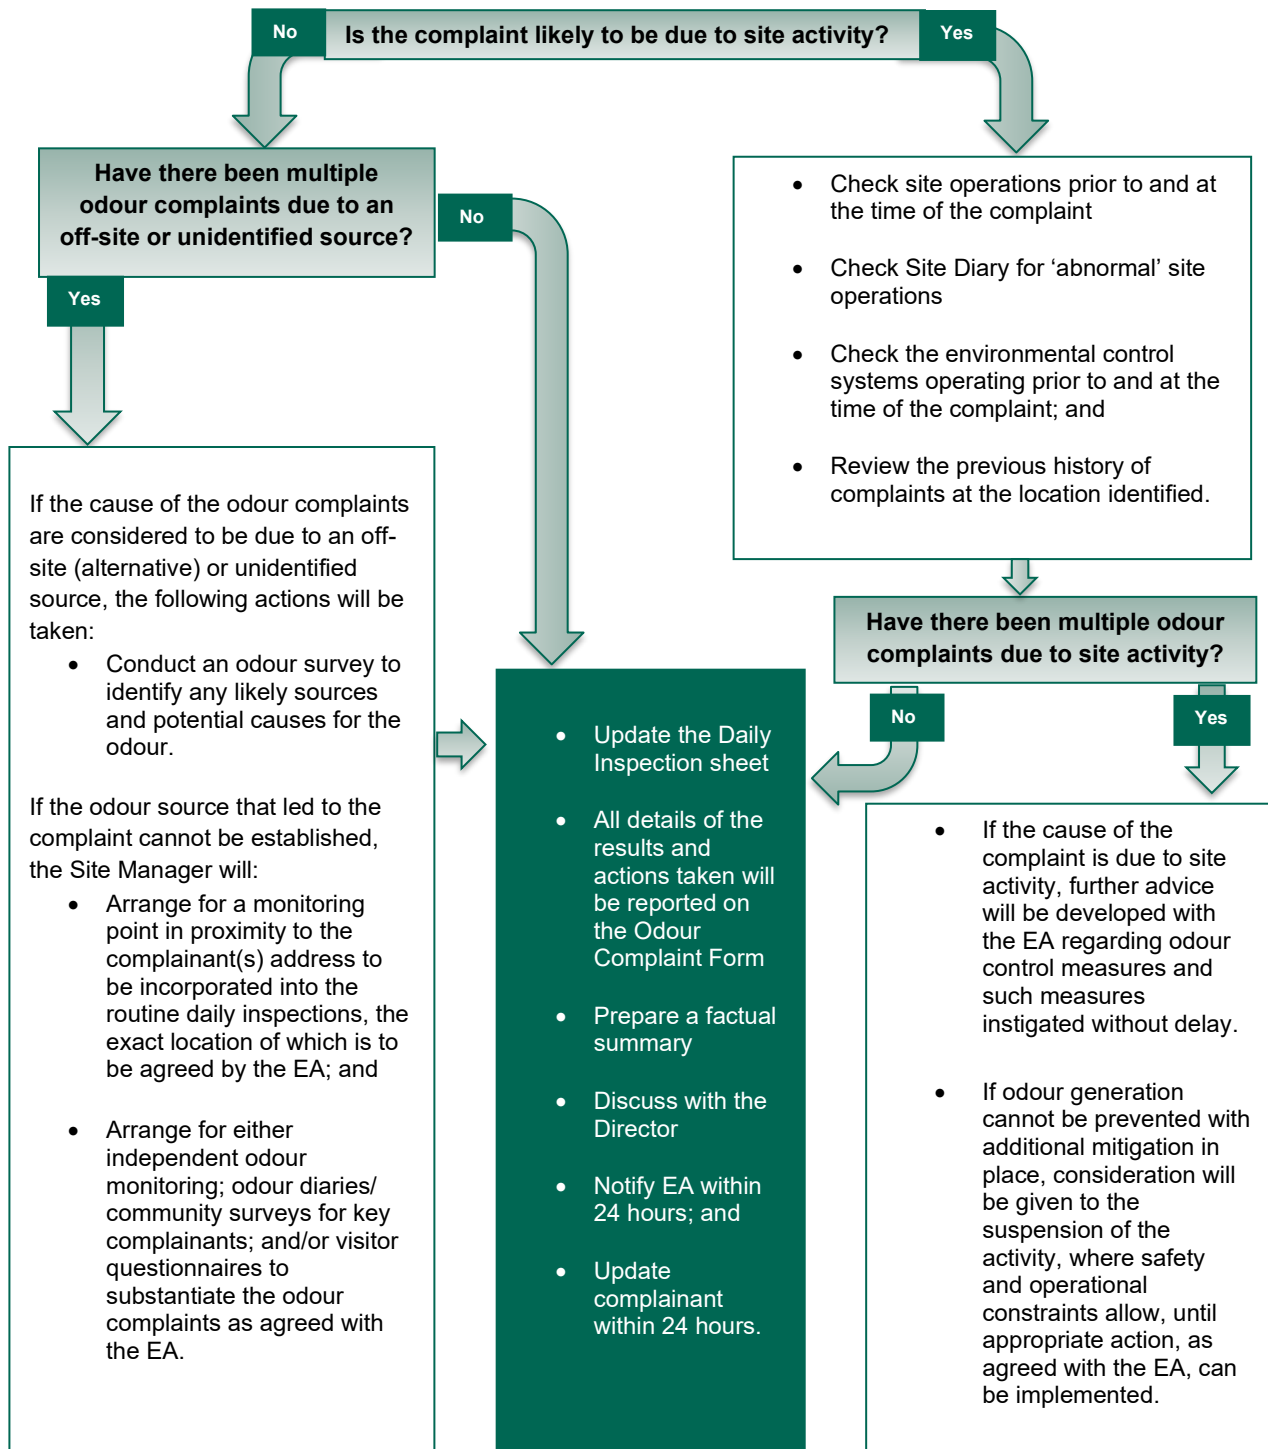 Is the complaint likely to be due to site activity?
No
Yes
Have there been multiple
odour complaints due to an
off-site or unidentified source?
No
Yes
• Check site operations prior to and at
the time of the complaint
• Check Site Diary for ‘abnormal’ site
operations
• Check the environmental control
systems operating prior to and at the
time of the complaint; and
• Review the previous history of
complaints at the location identified.
Have there been multiple odour
complaints due to site activity?
No
Yes
If the cause of the odour complaints
are considered to be due to an off-
site (alternative) or unidentified
source, the following actions will be
taken:
• Conduct an odour survey to
identify any likely sources
and potential causes for the
odour.
If the odour source that led to the
complaint cannot be established,
the Site Manager will:
• Arrange for a monitoring
point in proximity to the
complainant(s) address to
be incorporated into the
routine daily inspections, the
exact location of which is to
be agreed by the EA; and
• Arrange for either
independent odour
monitoring; odour diaries/
community surveys for key
complainants; and/or visitor
questionnaires to
substantiate the odour
complaints as agreed with
the EA.
• Update the Daily
Inspection sheet
• All details of the
results and
actions taken will
be reported on
the Odour
Complaint Form
• Prepare a factual
summary
• Discuss with the
Director
• Notify EA within
24 hours; and
• Update
complainant
within 24 hours.
• If the cause of the
complaint is due to site
activity, further advice
will be developed with
the EA regarding odour
control measures and
such measures
instigated without delay.
• If odour generation
cannot be prevented with
additional mitigation in
place, consideration will
be given to the
suspension of the
activity, where safety
and operational
constraints allow, until
appropriate action, as
agreed with the EA, can
be implemented.